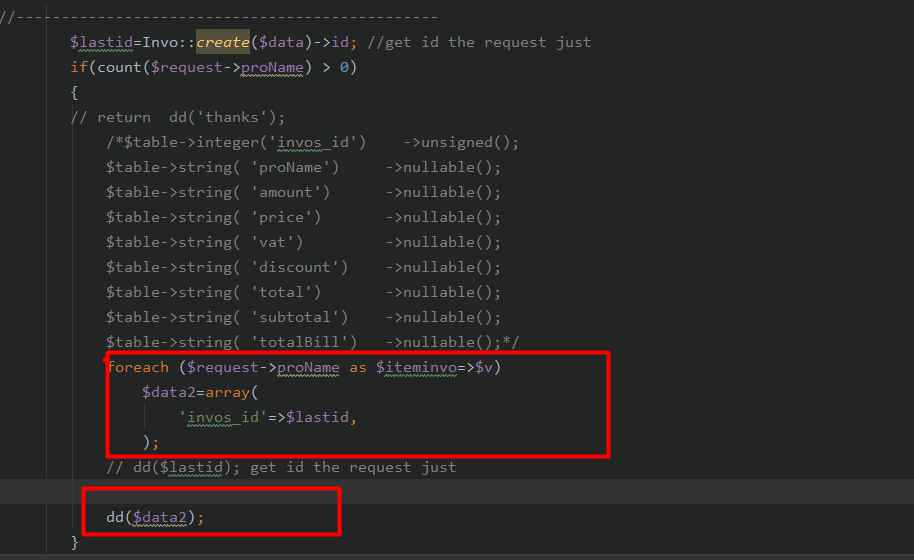 //-----------------------------------------------
$lastid=Invo::create($data)->id; //get id the request just
if(count($request->proName) > 0)
{
// return  dd('thanks');
/*$table->integer('invos_id')    ->unsigned();
$table->string( 'proName')     ->nullable();
$table->string( 'amount')      ->nullable();
$table->string( 'price')       ->nullable();
$table->string( 'vat')         ->nullable();
$table->string( 'discount')    ->nullable();
$table->string( 'total')       ->nullable();
$table->string( 'subtotal')    ->nullable();
$table->string( 'totalBill')   ->nullable();*/
foreach ($request->proName as $iteminvo=>$v)
$data2=array(
'invos_id'=>$lastid,
);
// dd($lastid); get id the request just
dd($data2);
}